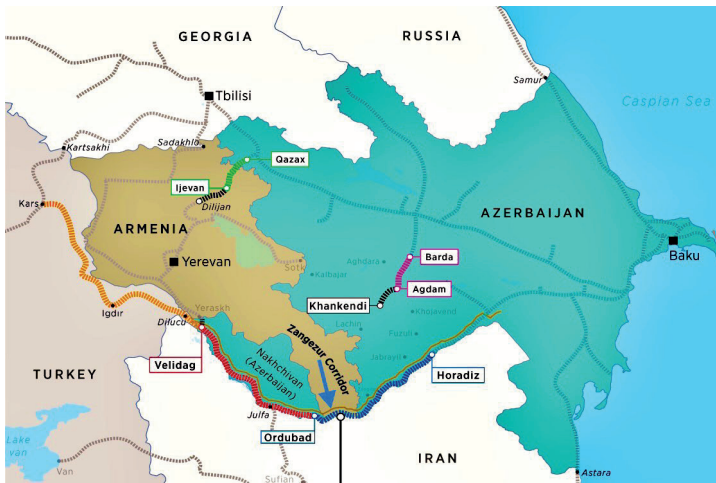 GEORGIA
RUSSIA
Samur
Tbilisi
Caspian Sea
Kartsakhi
Sadakhlo
Qazax
Ijevan
Dilijan
Kars
AZERBAIJAN
ARMENIA
Baku
Yerevan
Sotk
Aghdara
Kalbajar
Barda
Agdam
Khankendi
Khojavend
Igdir
Dilucu
Yeraskh
Lachin
Fuzuli
Jabrayil
Velidag
Nakhchivan
(Azerbaijan)
Zangezur Corridor
Horadiz
TURKEY
Julfa
Ordubad
IRAN
Lake
van
Van
Sufian
Astara